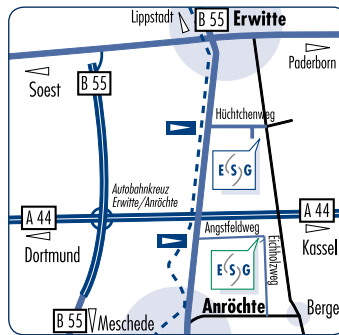 Lippstadt
B 55
Erwitte
Paderborn
Soest
B 55
Hüchtchenweg
ESG
Autobahnkreuz
Erwitte/Anröchte
A 44
A 44
Dortmund
Angstfeldweg
Kassel
Eichholzweg
ESG
Anröchte
Berge
B 55
Meschede